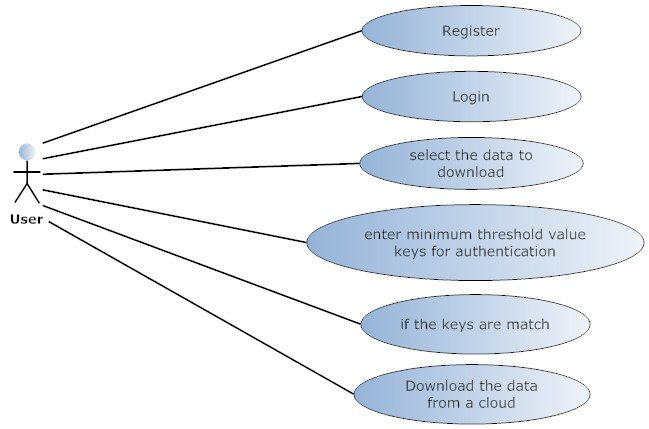 Register
Login
select the data to
download
User
enter minimum threshold value
keys for authentication
if the keys are match
Download the data
from a cloud